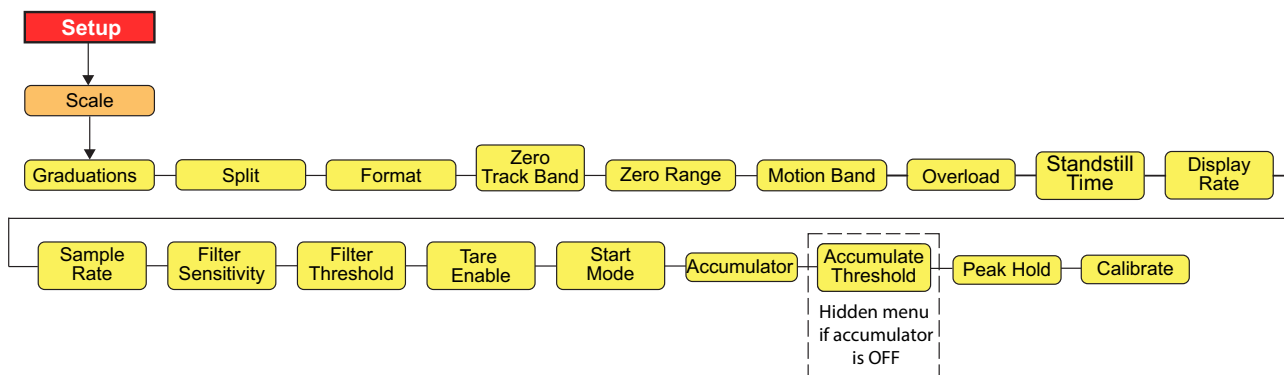 Setup
Scale
Graduations
Split
Format
Zero
Track Band
Zero Range
Motion Band
Overload
Standstill
Time
Display
Rate
Sample
Rate
Filter
Sensitivity
Filter
Threshold
Tare
Enable
Start
Mode
Accumulator
Accumulate
Threshold
Peak Hold
Calibrate
Hidden menu
if accumulator
is OFF